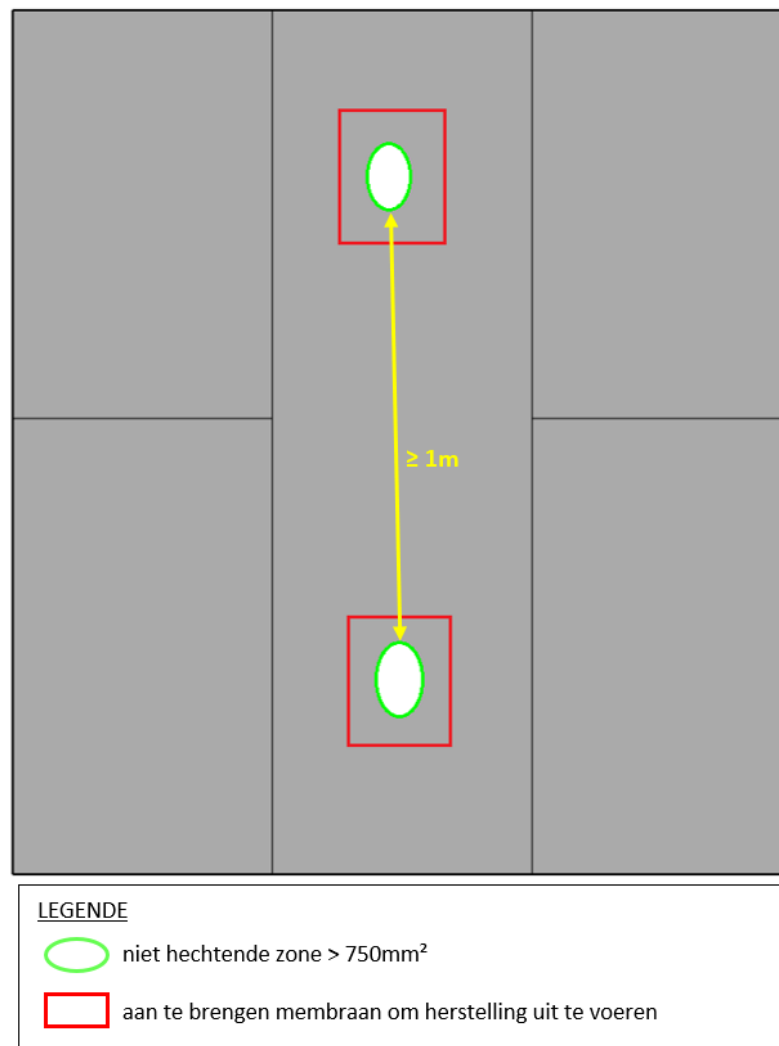 ≥ 1m
LEGENDE
niet hechtende zone > 750mm²
aan te brengen membraan om herstelling uit te voeren